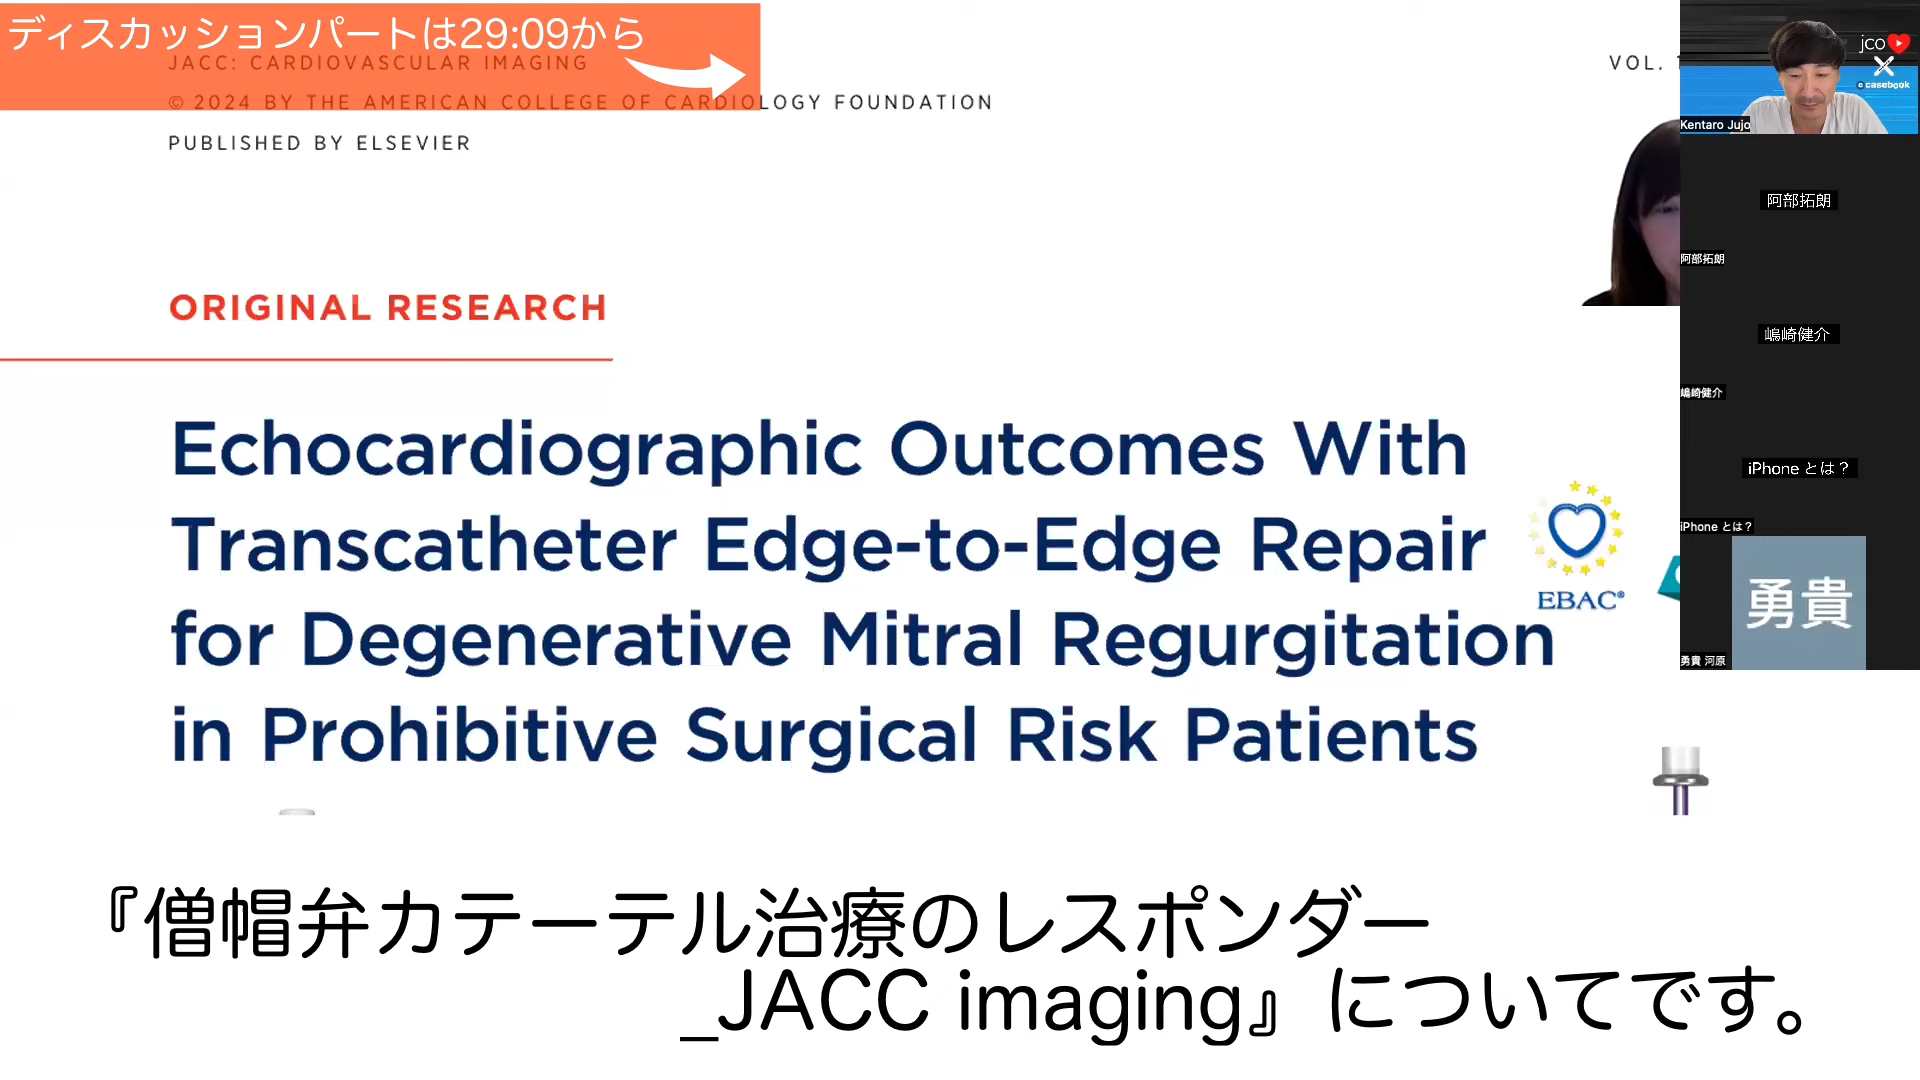 ディスカッションパートは29:09から
JACC: CARDIOVASCULAR IMAGING
VOL. 1
© 2024 BY THE AMERICAN COLLEGE OF CARDIOLOGY FOUNDATION
PUBLISHED BY ELSEVIER
ORIGINAL RESEARCH
Echocardiographic Outcomes With
Transcatheter Edge-to-Edge Repair
for Degenerative Mitral Regurgitation
in Prohibitive Surgical Risk Patients
EBAC®
『僧帽弁カテーテル治療のレスポンダー
_JACC imaging』についてです。
jco
e casebook
Kentaro Jujo
阿部拓朗
阿部拓朗
嶋崎健介
嶋崎健介
iPhone とは？
iPhone とは？
勇貴
勇貴 河原